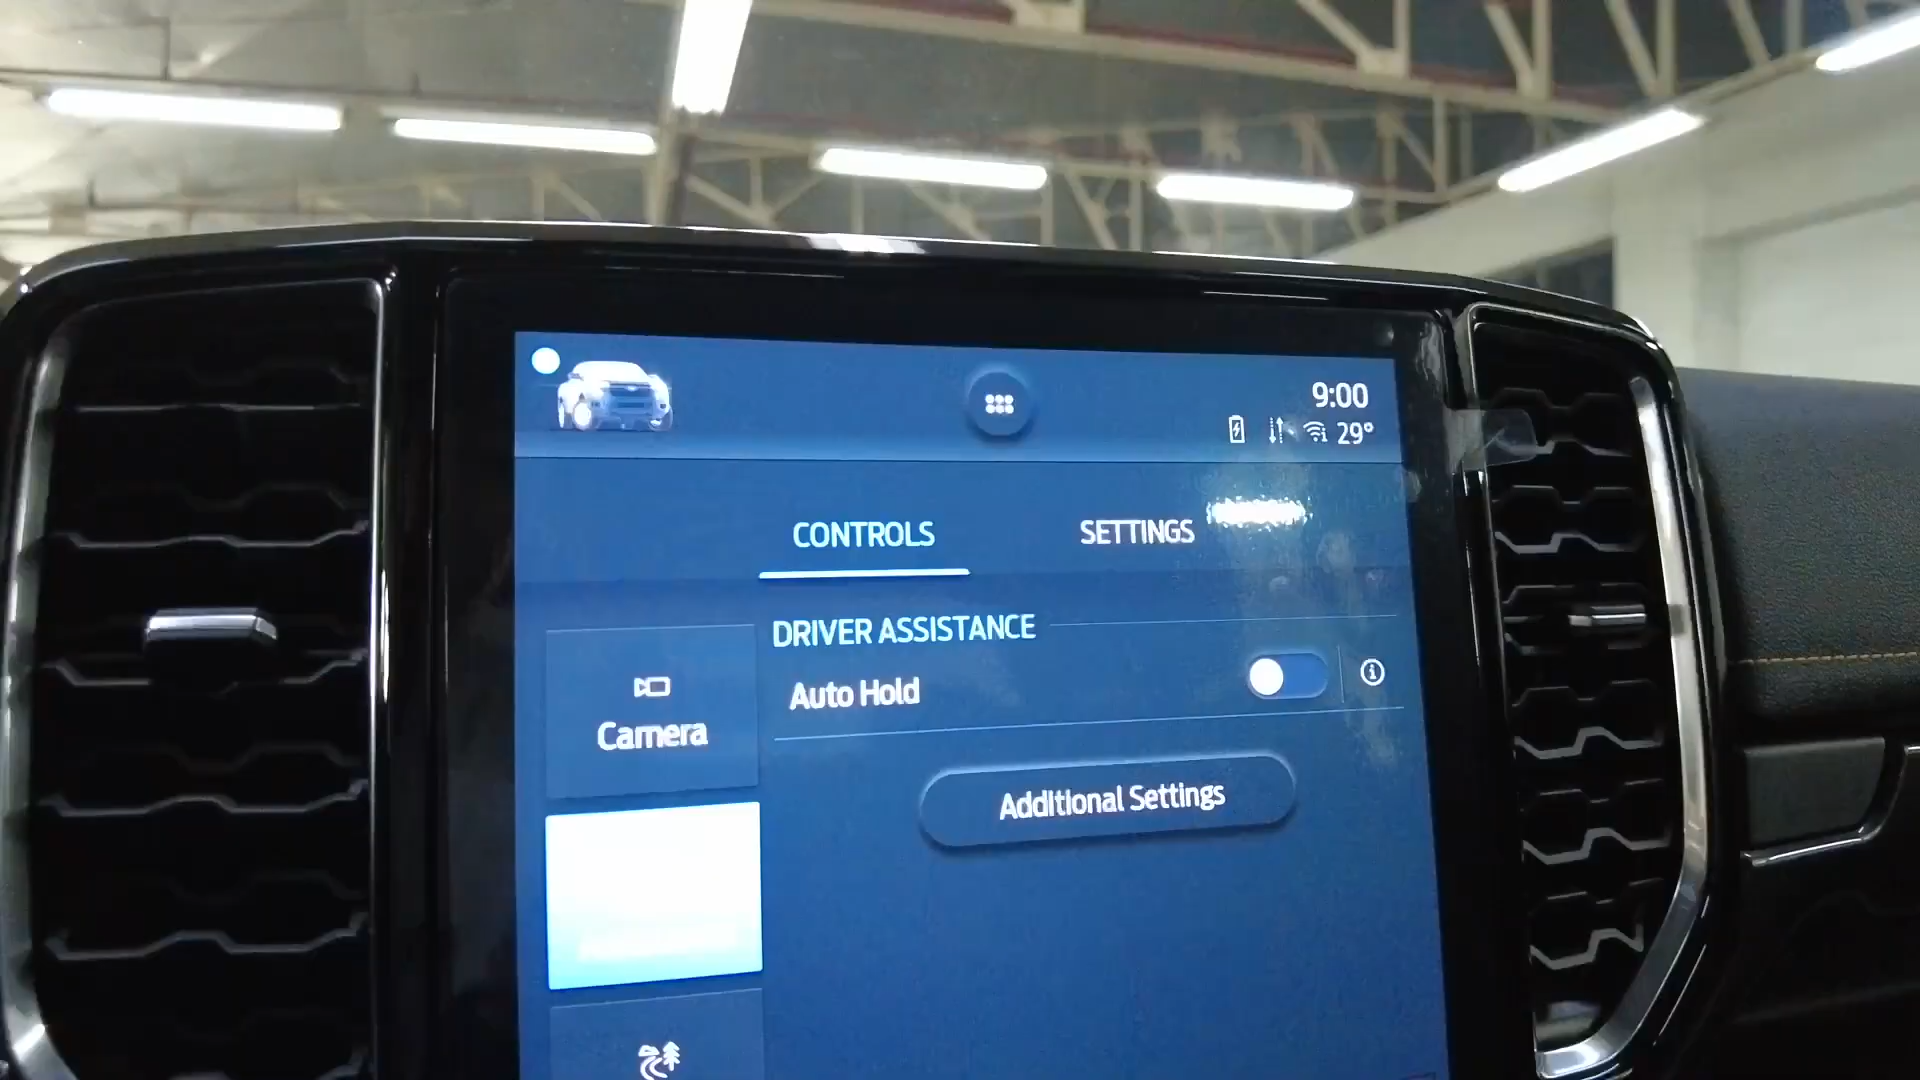 9:00
29°
CONTROLS
SETTINGS
DRIVER ASSISTANCE
Auto Hold
Camera
Additional Settings